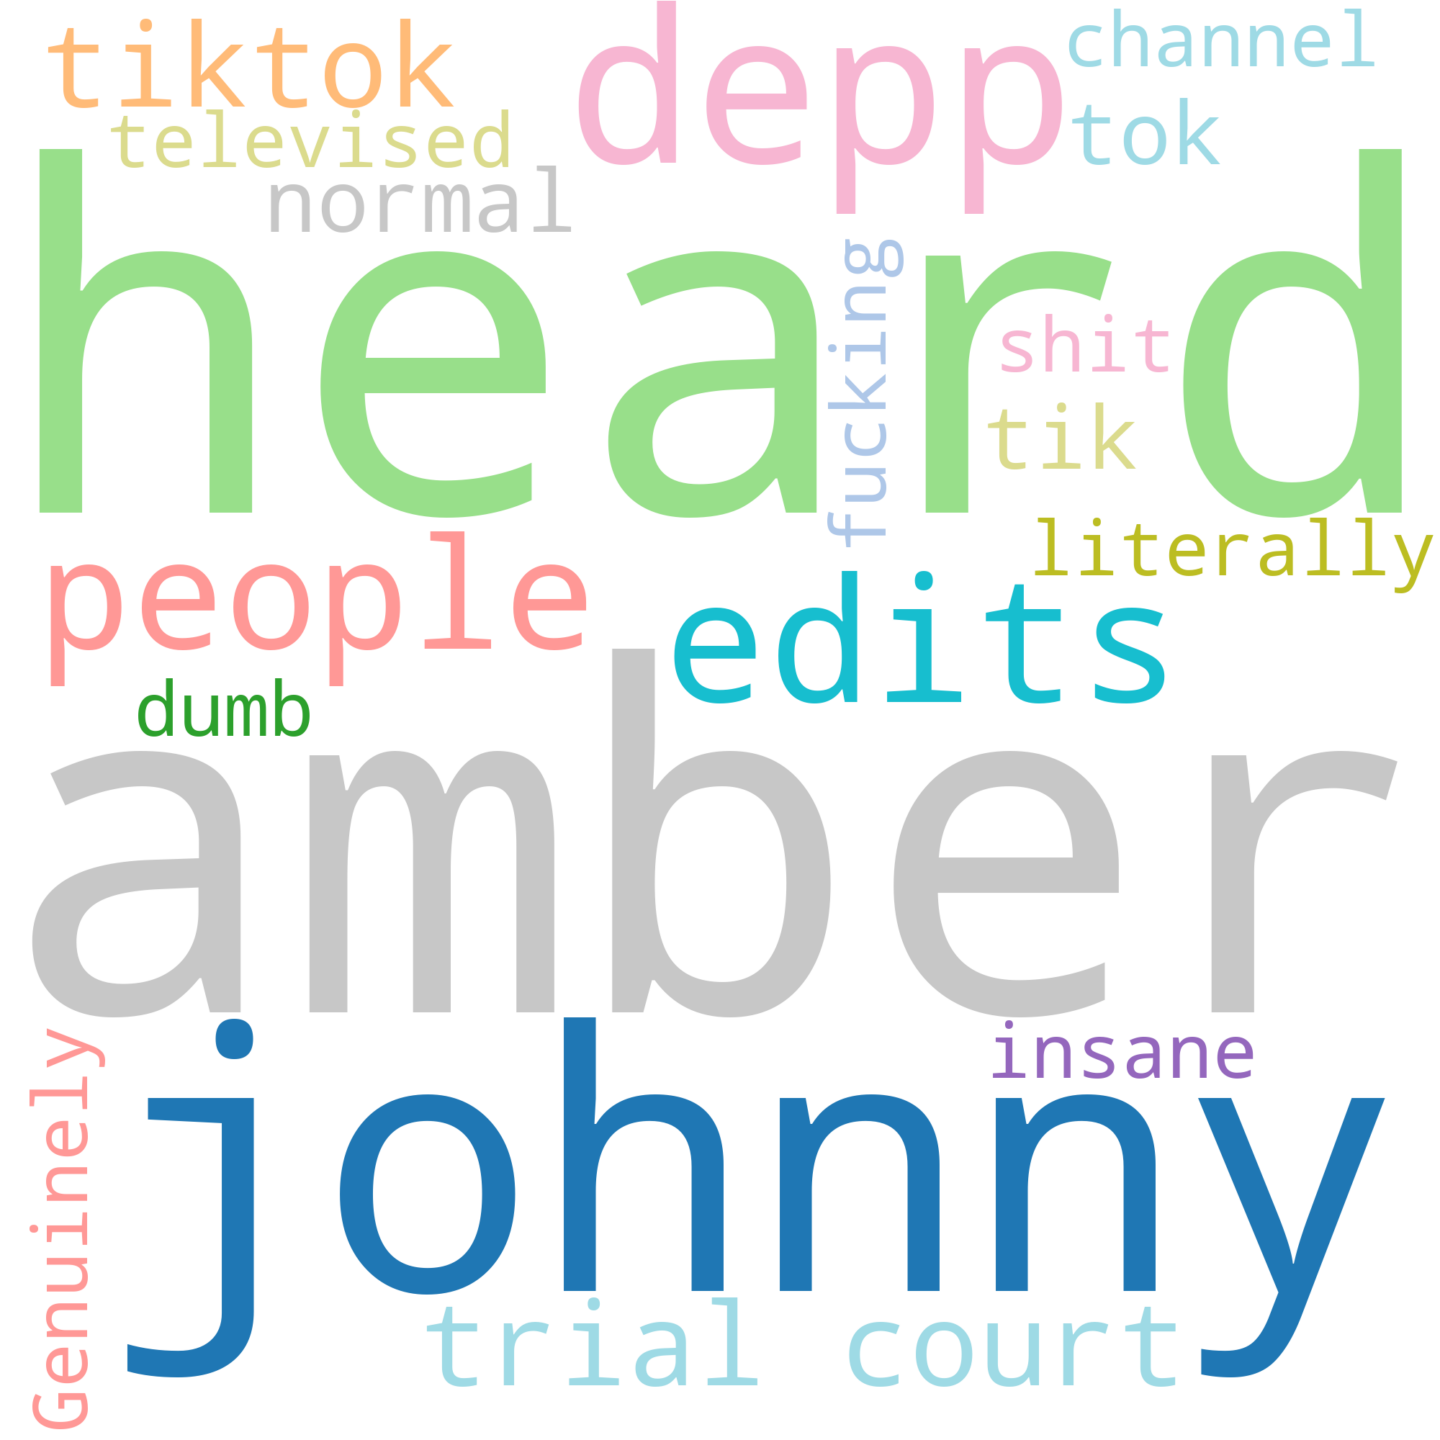 tiktok
depp
channel
televised
tok
normal
heard
fucking
shit
tik
literally
people
edits
dumb
amber
Genuinely
johnny
insane
trial court